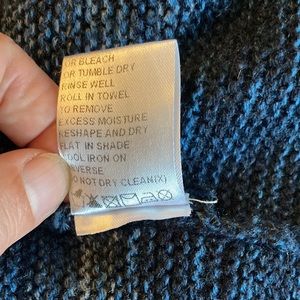 OR BLEACH
OR TUMBLE DRY
RINSE WELL
ROLL IN TOWEL
TO REMOVE
EXCESS MOISTURE
RESHAPE AND DRY
FLAT IN SHADE
COOL IRON ON
REVERSE
DO NOT DRY CLEAN(X)